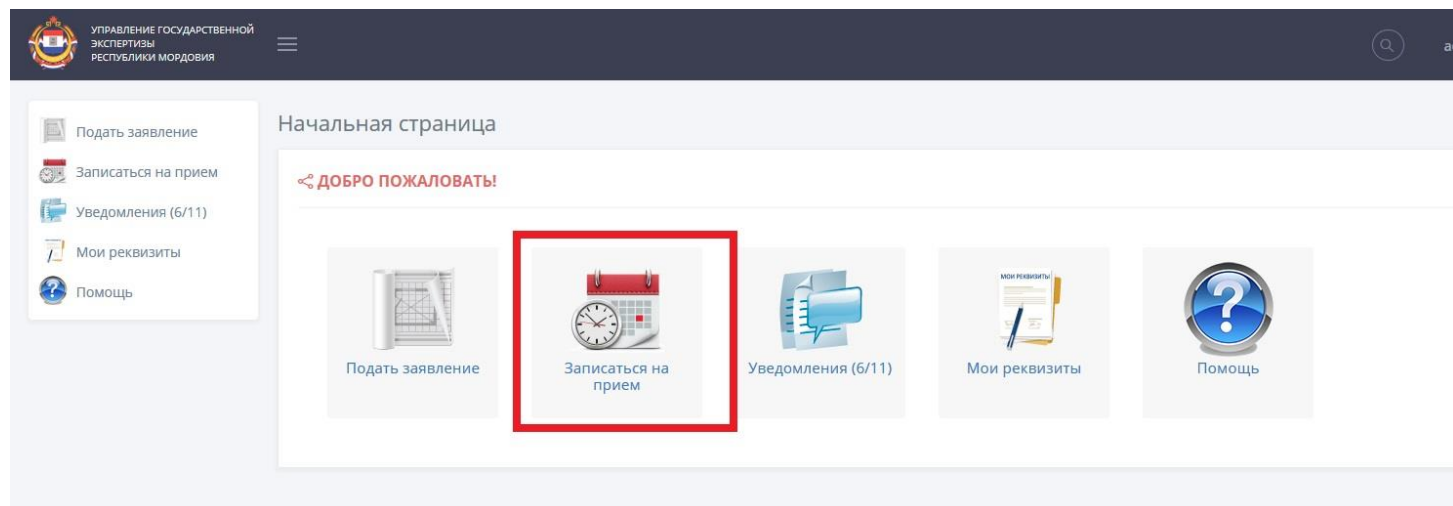 УПРАВЛЕНИЕ ГОСУДАРСТВЕННОЙ
ЭКСПЕРТИЗЫ
РЕСПУБЛИКИ МОРДОВИЯ
Подать заявление
Записаться на прием
Уведомления (6/11)
Мои реквизиты
Помощь
Начальная страница
ДОБРО ПОЖАЛОВАТЬ!
Подать заявление
Записаться на
прием
Уведомления (6/11)
МОИ РЕКВИЗИТЫ
Мои реквизиты
Помощь